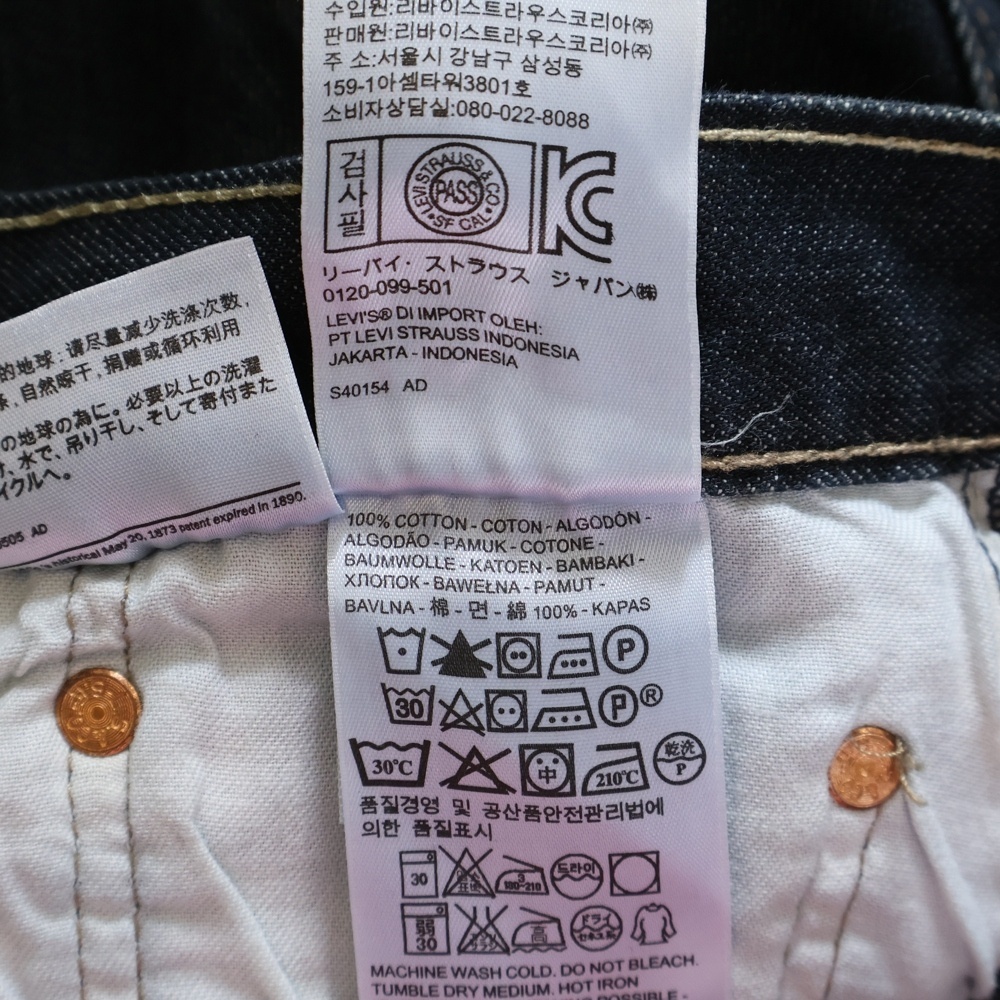 수입원:리바이스트라우스코리아㈜
판매원:리바이스트라우스코리아㈜
주 소:서울시 강남구 삼성동
159-1아셈타워3801호
소비자상담실:080-022-8088
검사필
LEVI STRAUSS & CO.
PASS
SF CAL
リーバイ・ストラウス ジャパン㈱
0120-099-501
LEVI'S® DI IMPORT OLEH:
PT LEVI STRAUSS INDONESIA
JAKARTA - INDONESIA
S40154 AD
的地球:请尽量减少洗涤次数,
自然晾干,捐赠或循环利用
の地球の為に。必要以上の洗濯
水で、吊り干し、そして寄付また
イクルへ。
505 AD
historical May 20, 1873 patent expired in 1890.
100% COTTON - COTON - ALGODÓN -
ALGODÃO - PAMUK - COTONE -
BAUMWOLLE - KATOEN - BAMBAKI -
ХЛОПОК - BAWEŁNA - PAMUT -
BAVLNA - 棉 - 면 - 綿 100% - KAPAS
P
30 P®
30℃ 中 210℃ 乾洗 P
품질경영 및 공산품안전관리법에
의한 품질표시
30 3 180-210 드라이
弱 30 高 ドライ
MACHINE WASH COLD. DO NOT BLEACH.
TUMBLE DRY MEDIUM. HOT IRON
POSSIBLE -